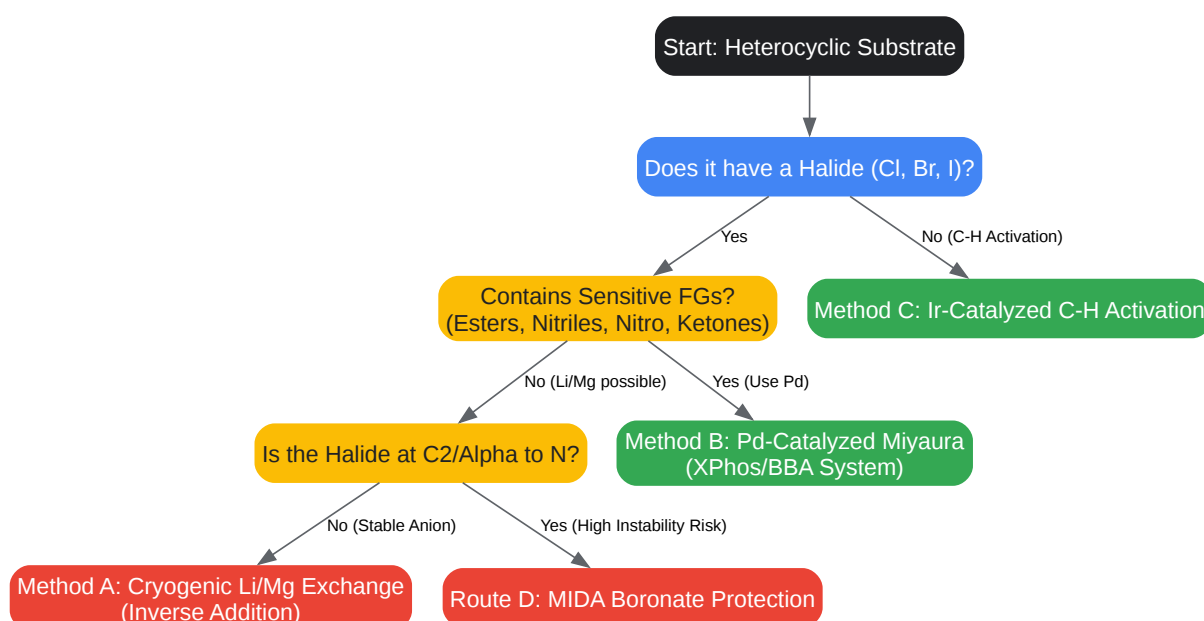 Start: Heterocyclic Substrate
Does it have a Halide (Cl, Br, I)?
Yes
No (C-H Activation)
Contains Sensitive FGs?
(Esters, Nitriles, Nitro, Ketones)
Method C: Ir-Catalyzed C-H Activation
No (Li/Mg possible)
Yes (Use Pd)
Is the Halide at C2/Alpha to N?
Method B: Pd-Catalyzed Miyaura
(XPhos/BBA System)
No (Stable Anion)
Yes (High Instability Risk)
Method A: Cryogenic Li/Mg Exchange
(Inverse Addition)
Route D: MIDA Boronate Protection